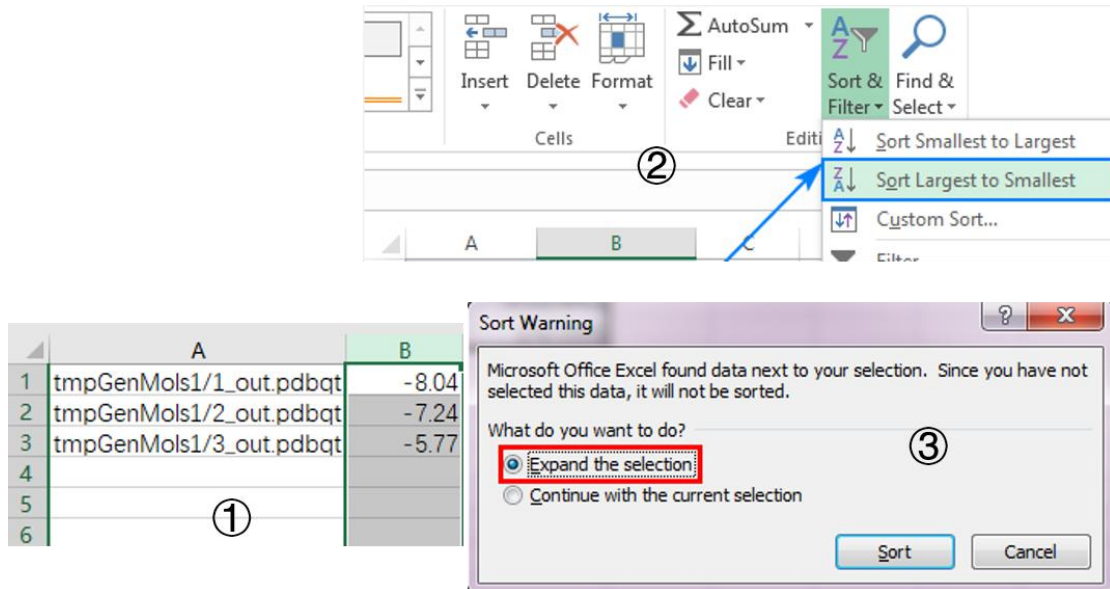 AutoSum
Fill
Clear
Insert Delete Format
Sort & Filter
Find & Select
Cells
Editi
Sort Smallest to Largest
Sort Largest to Smallest
Custom Sort...
②
A B C
A B
1 tmpGenMols1/1_out.pdbqt -8.04
2 tmpGenMols1/2_out.pdbqt -7.24
3 tmpGenMols1/3_out.pdbqt -5.77
4
5
6
①
Sort Warning
Microsoft Office Excel found data next to your selection. Since you have not
selected this data, it will not be sorted.
What do you want to do?
Expand the selection
Continue with the current selection
③
Sort Cancel